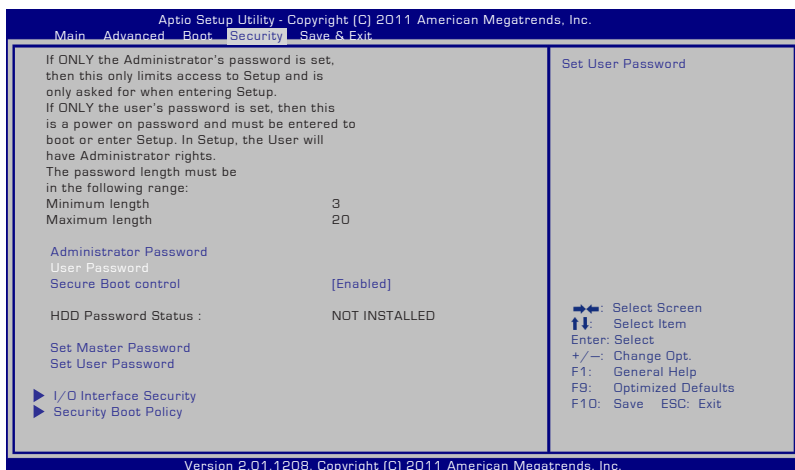 Aptio Setup Utility - Copyright (C) 2011 American Megatrends, Inc.
Main Advanced Boot Security Save & Exit
If ONLY the Administrator's password is set,
then this only limits access to Setup and is
only asked for when entering Setup.
If ONLY the user's password is set, then this
is a power on password and must be entered to
boot or enter Setup. In Setup, the User will
have Administrator rights.
The password length must be
in the following range:
Minimum length 3
Maximum length 20
Administrator Password
User Password
Secure Boot control [Enabled]
HDD Password Status : NOT INSTALLED
Set Master Password
Set User Password
I/O Interface Security
Security Boot Policy
Set User Password
→←: Select Screen
↑↓: Select Item
Enter: Select
+/—: Change Opt.
F1: General Help
F9: Optimized Defaults
F10: Save ESC: Exit
Version 2.01.1208. Copyright (C) 2011 American Megatrends, Inc.